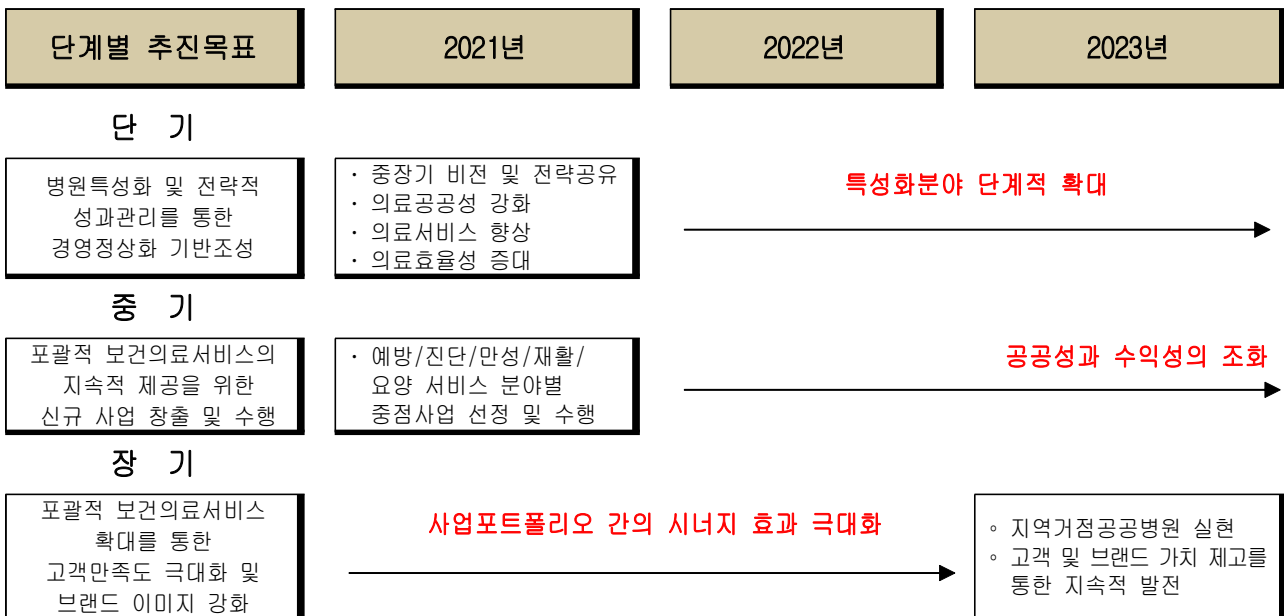 단계별 추진목표
2021년
2022년
2023년
단 기
병원특성화 및 전략적
성과관리를 통한
경영정상화 기반조성
· 중장기 비전 및 전략공유
· 의료공공성 강화
· 의료서비스 향상
· 의료효율성 증대
특성화분야 단계적 확대
중 기
포괄적 보건의료서비스의
지속적 제공을 위한
신규 사업 창출 및 수행
· 예방/진단/만성/재활/
요양 서비스 분야별
중점사업 선정 및 수행
공공성과 수익성의 조화
장 기
포괄적 보건의료서비스
확대를 통한
고객만족도 극대화 및
브랜드 이미지 강화
사업포트폴리오 간의 시너지 효과 극대화
◦ 지역거점공공병원 실현
◦ 고객 및 브랜드 가치 제고를
통한 지속적 발전